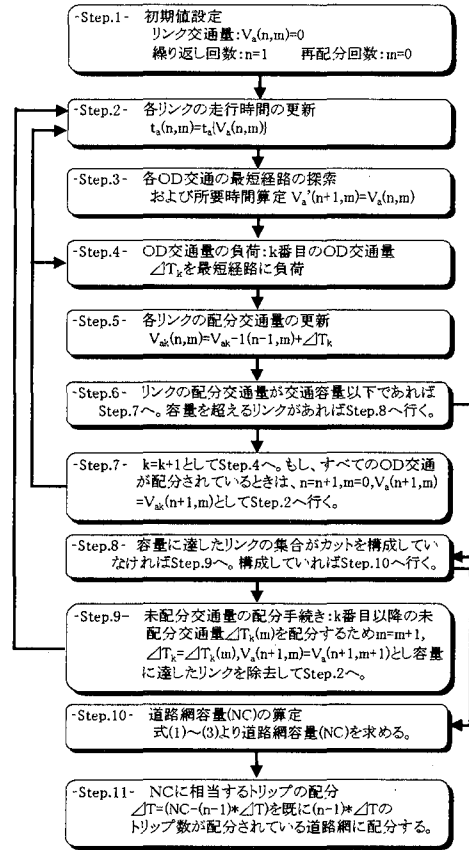 -Step.1- 初期値設定
リンク交通量:Va(n,m)=0
繰り返し回数:n=1 再配分回数:m=0
-Step.2- 各リンクの走行時間の更新
ta(n,m)=ta{Va(n,m)}
-Step.3- 各OD交通の最短経路の探索
および所要時間算定 Va'(n+1,m)=Va(n,m)
-Step.4- OD交通量の負荷:k番目のOD交通量
⊿Tkを最短経路に負荷
-Step.5- 各リンクの配分交通量の更新
Vak(n,m)=Vak-1(n-1,m)+⊿Tk
-Step.6- リンクの配分交通量が交通容量以下であれば
Step.7へ。容量を超えるリンクがあればStep.8へ行く。
-Step.7- k=k+1としてStep.4へ。もし、すべてのOD交通
が配分されているときは、n=n+1,m=0,Va(n+1,m)
=Vak(n+1,m)としてStep.2へ行く。
-Step.8- 容量に達したリンクの集合がカットを構成してい
なければStep.9へ。構成していればStep.10へ行く。
-Step.9- 未配分交通量の配分手続き:k番目以降の未
配分交通量⊿Tk(m)を配分するためm=m+1,
⊿Tk=⊿Tk(m),Va(n+1,m)=Va(n+1,m+1)とし容量
に達したリンクを除去してStep.2へ。
-Step.10- 道路網容量(NC)の算定
式(1)~(3)より道路網容量(NC)を求める。
-Step.11- NCに相当するトリップの配分
⊿T=(NC-(n-1)*⊿T)を既に(n-1)*⊿Tの
トリップ数が配分されている道路網に配分する。